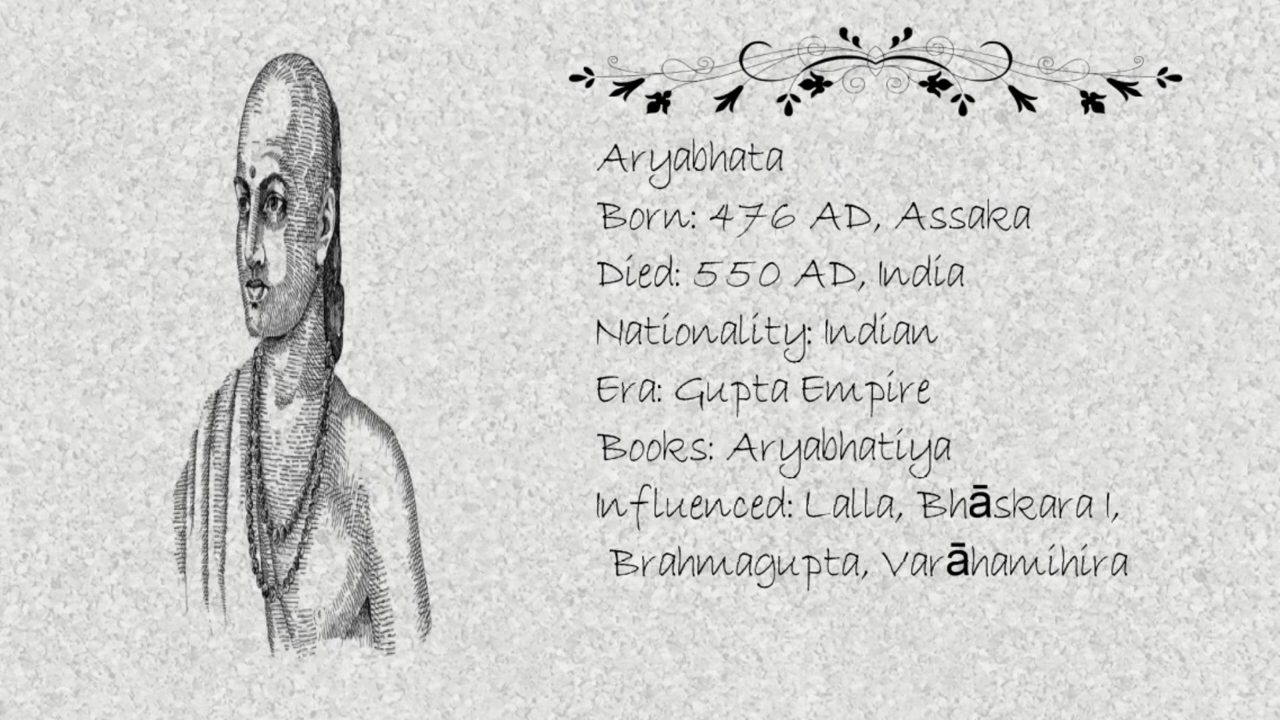 Aryabhata
Born: 476 AD, Assaka
Died: 550 AD, India
Nationality: Indian
Era: Gupta Empire
Books: Aryabhatiya
Influenced: Lalla, Bhāskara I,
Brahmagupta, Varāhamihira